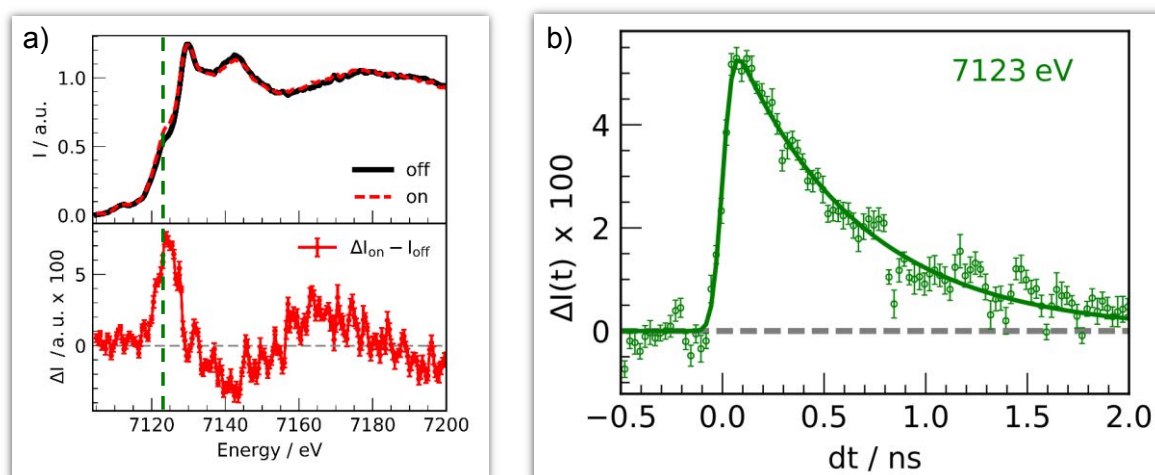 a)
I / a.u.
1.0
0.5
0.0
off
on
ΔI / a.u. x 100
5
0
ΔI_on − I_off
7120 7140 7160 7180 7200
Energy / eV
b)
7123 eV
ΔI(t) x 100
4
2
0
−0.5 0.0 0.5 1.0 1.5 2.0
dt / ns